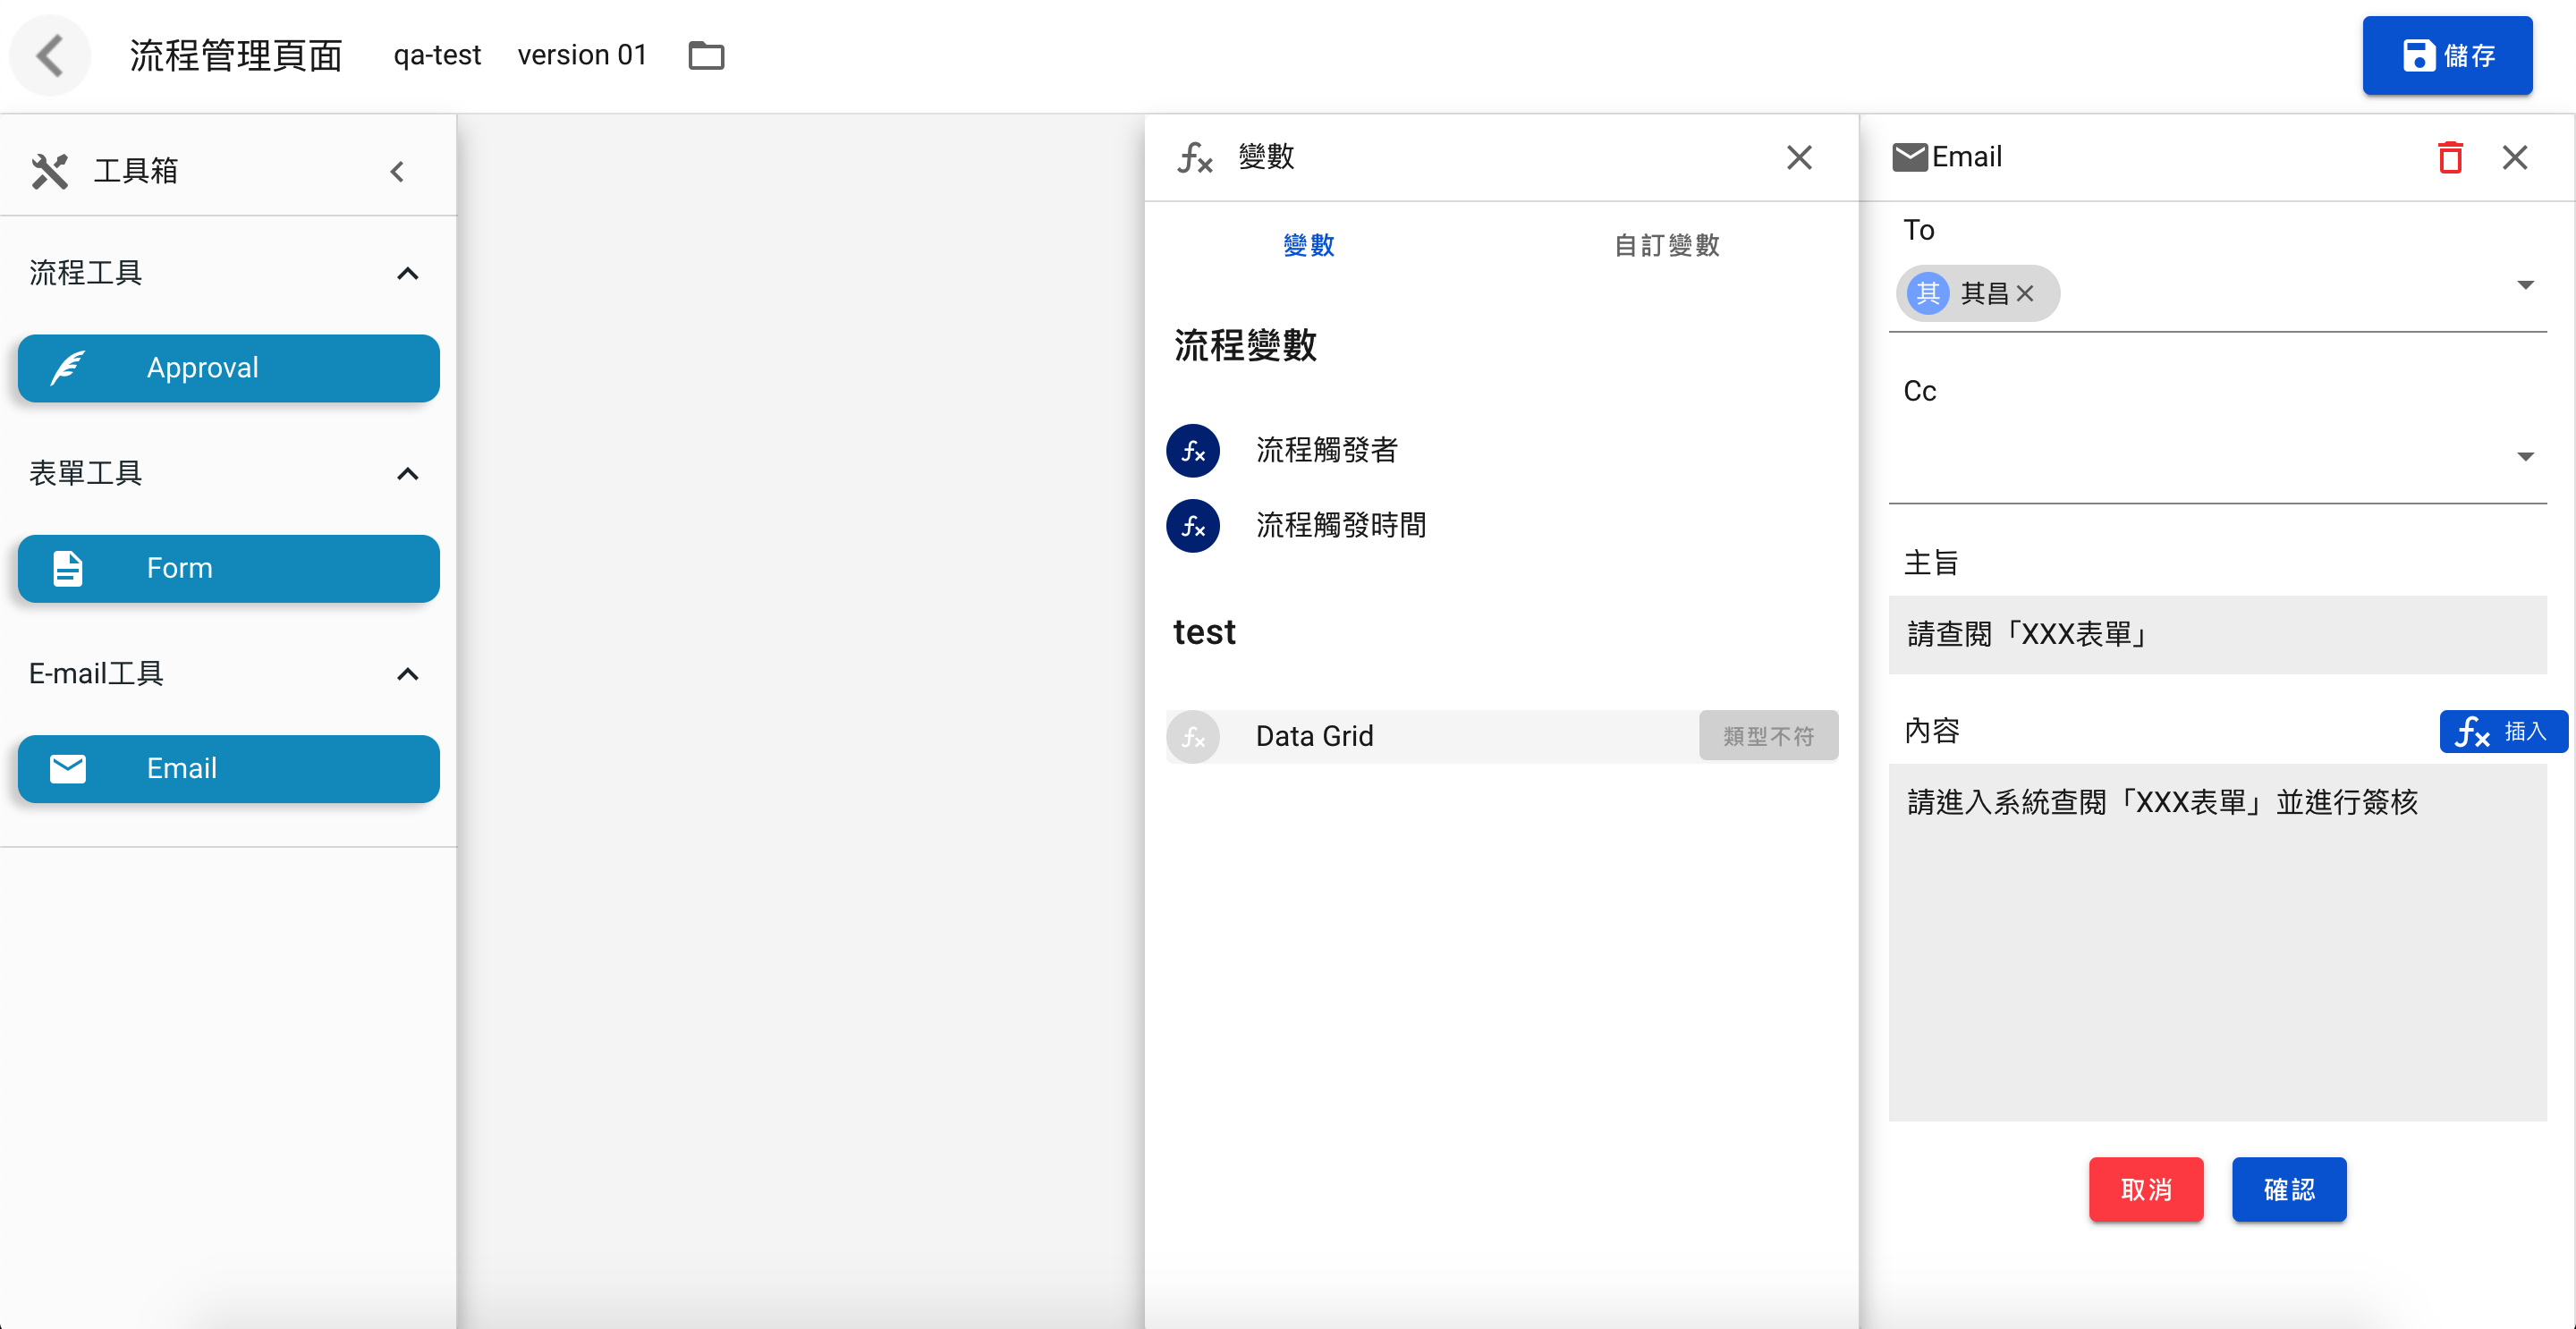 流程管理頁面 qa-test version 01
儲存
工具箱
流程工具
Approval
表單工具
Form
E-mail工具
Email
fx 變數
變數 自訂變數
流程變數
fx 流程觸發者
fx 流程觸發時間
test
fx Data Grid 類型不符
Email
To
其 其昌
Cc
主旨
請查閱「XXX表單」
內容 fx 插入
請進入系統查閱「XXX表單」並進行簽核
取消 確認